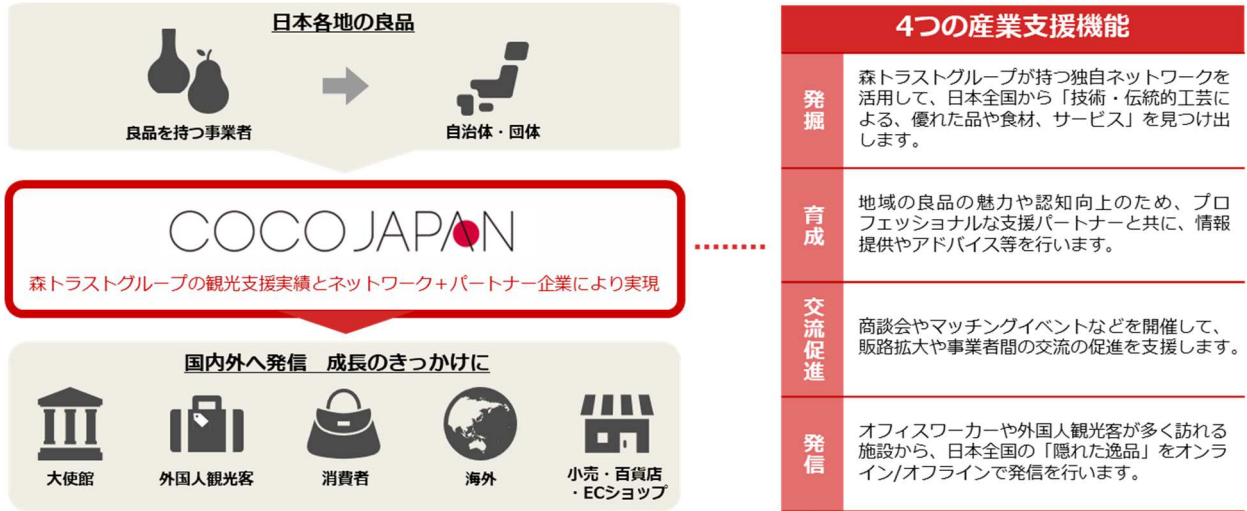 日本各地の良品
良品を持つ事業者
自治体・団体
COCO JAPAN
森トラストグループの観光支援実績とネットワーク+パートナー企業により実現
国内外へ発信　成長のきっかけに
大使館
外国人観光客
消費者
海外
小売・百貨店
・ECショップ
4つの産業支援機能
発掘
森トラストグループが持つ独自ネットワークを
活用して、日本全国から「技術・伝統的工芸に
よる、優れた品や食材、サービス」を見つけ出
します。
育成
地域の良品の魅力や認知向上のため、プロ
フェッショナルな支援パートナーと共に、情報
提供やアドバイス等を行います。
交流促進
商談会やマッチングイベントなどを開催して、
販路拡大や事業者間の交流の促進を支援します。
発信
オフィスワーカーや外国人観光客が多く訪れる
施設から、日本全国の「隠れた逸品」をオンラ
イン/オフラインで発信を行います。